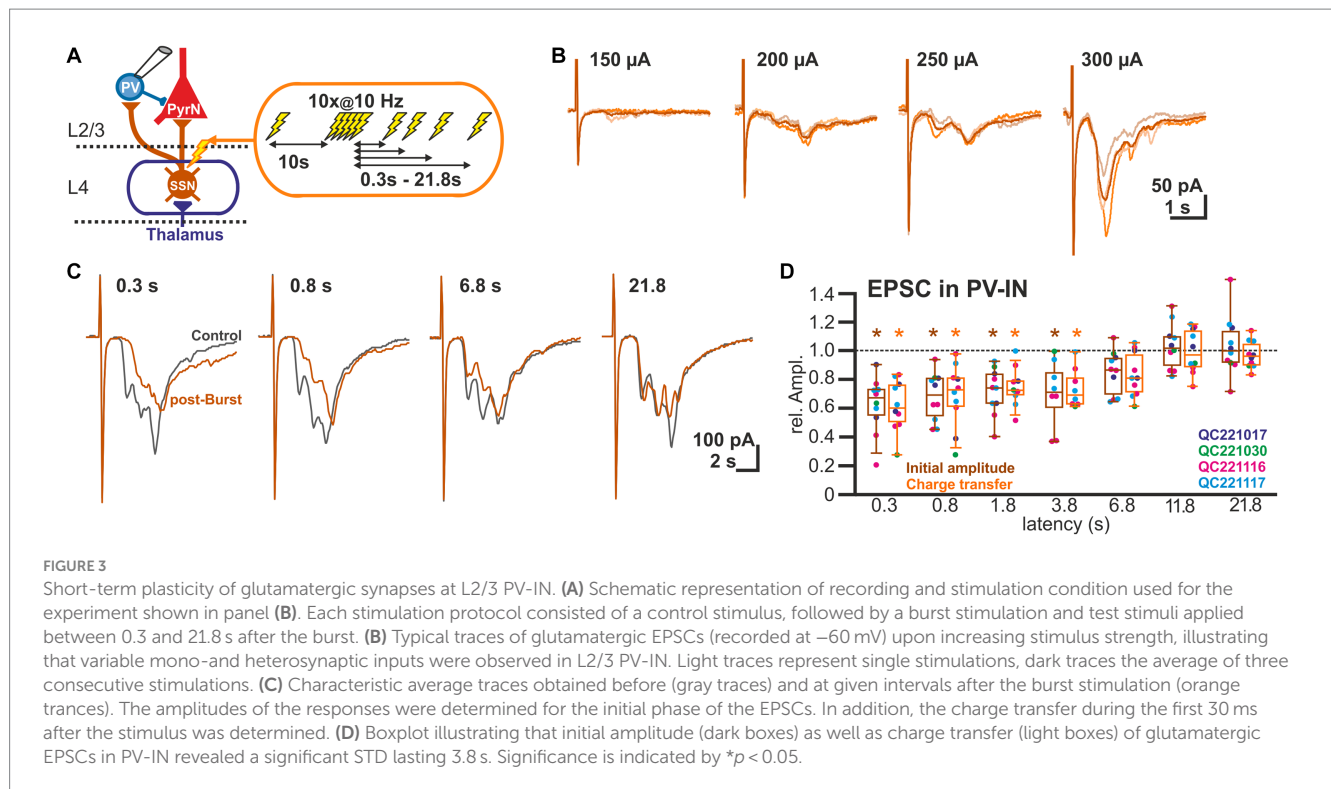 A
PV
PyrN
L2/3
L4
SSN
Thalamus
10x@10 Hz
10s
0.3s - 21.8s
B
150 µA
200 µA
250 µA
300 µA
50 pA
1 s
C
0.3 s
0.8 s
6.8 s
21.8
Control
post-Burst
100 pA
2 s
D
EPSC in PV-IN
rel. Ampl.
1.4
1.2
1.0
0.8
0.6
0.4
0.2
0
* * * * * * * *
Initial amplitude
Charge transfer
QC221017
QC221030
QC221116
QC221117
0.3 0.8 1.8 3.8 6.8 11.8 21.8
latency (s)
FIGURE 3
Short-term plasticity of glutamatergic synapses at L2/3 PV-IN. (A) Schematic representation of recording and stimulation condition used for the
experiment shown in panel (B). Each stimulation protocol consisted of a control stimulus, followed by a burst stimulation and test stimuli applied
between 0.3 and 21.8 s after the burst. (B) Typical traces of glutamatergic EPSCs (recorded at −60 mV) upon increasing stimulus strength, illustrating
that variable mono-and heterosynaptic inputs were observed in L2/3 PV-IN. Light traces represent single stimulations, dark traces the average of three
consecutive stimulations. (C) Characteristic average traces obtained before (gray traces) and at given intervals after the burst stimulation (orange
trances). The amplitudes of the responses were determined for the initial phase of the EPSCs. In addition, the charge transfer during the first 30 ms
after the stimulus was determined. (D) Boxplot illustrating that initial amplitude (dark boxes) as well as charge transfer (light boxes) of glutamatergic
EPSCs in PV-IN revealed a significant STD lasting 3.8 s. Significance is indicated by *p < 0.05.